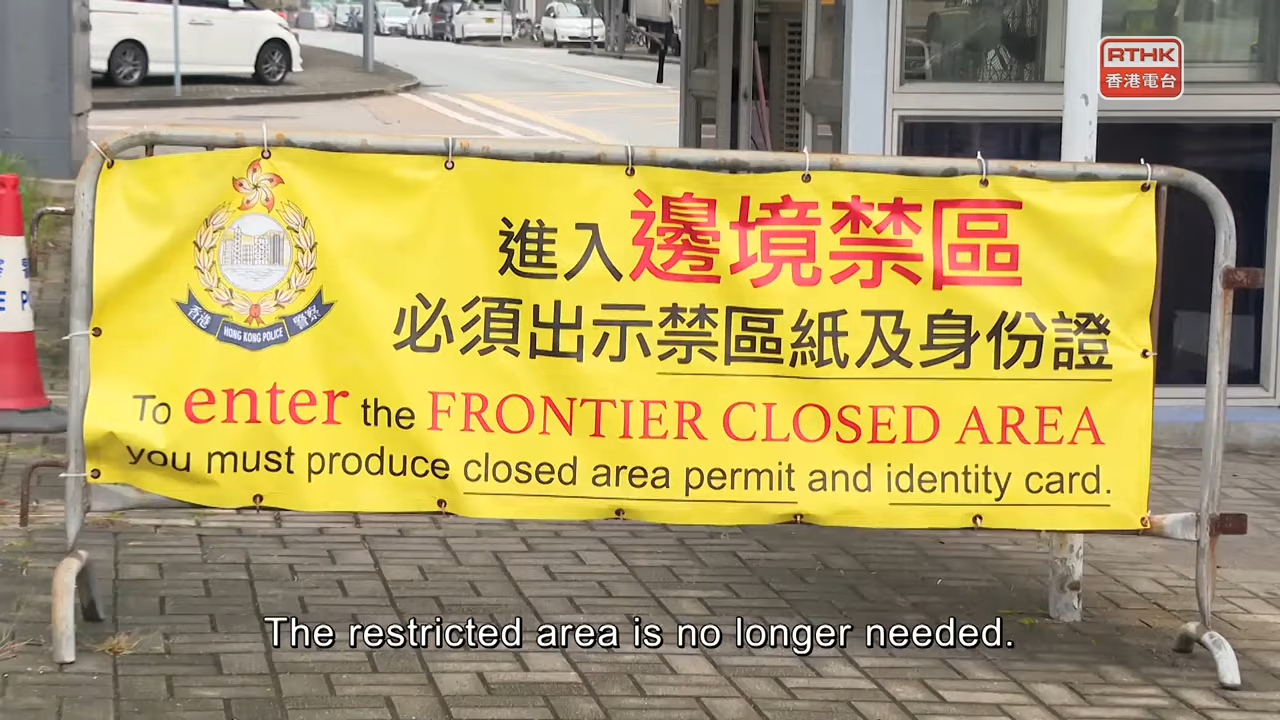 RTHK
香港電台
進入邊境禁區
必須出示禁區紙及身份證
香港 HONG KONG POLICE 警察
To enter the FRONTIER CLOSED AREA
you must produce closed area permit and identity card.
The restricted area is no longer needed.